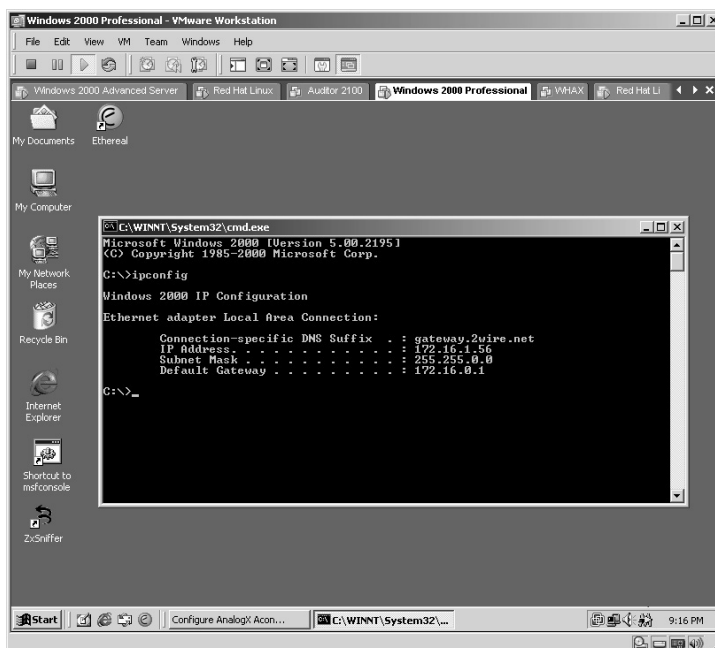 Windows 2000 Professional - VMware Workstation
File Edit View VM Team Windows Help
Windows 2000 Advanced Server Red Hat Linux Auditor 2100 Windows 2000 Professional WHAX Red Hat Li
My Documents
Ethereal
My Computer
My Network
Places
Recycle Bin
Internet
Explorer
Shortcut to
msfconsole
ZxSniffer
C:\WINNT\System32\cmd.exe
Microsoft Windows 2000 [Version 5.00.2195]
(C) Copyright 1985-2000 Microsoft Corp.
C:\>ipconfig
Windows 2000 IP Configuration
Ethernet adapter Local Area Connection:
Connection-specific DNS Suffix . : gateway.2wire.net
IP Address. . . . . . . . . . . . : 172.16.1.56
Subnet Mask . . . . . . . . . . . : 255.255.0.0
Default Gateway . . . . . . . . . : 172.16.0.1
C:\>_
Start Configure AnalogX Acon... C:\WINNT\System32\... 9:16 PM